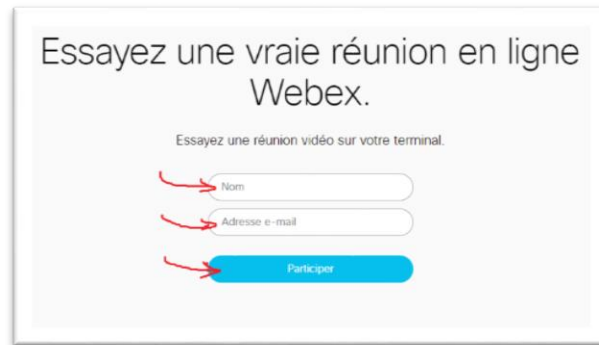 Essayez une vraie réunion en ligne
Webex.
Essayez une réunion vidéo sur votre terminal.
Nom
Adresse e-mail
Participer